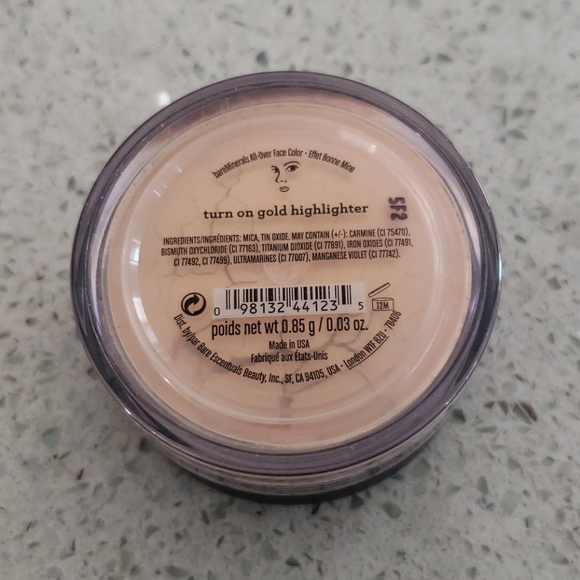 bareMinerals All-Over Face Color - Effet Bonne Mine
turn on gold highlighter
5F2
INGREDIENTS/INGRÉDIENTS: MICA, TIN OXIDE, MAY CONTAIN (+/-): CARMINE (CI 75470),
BISMUTH OXYCHLORIDE (CI 77163), TITANIUM DIOXIDE (CI 77891), IRON OXIDES (CI 77491,
CI 77492, CI 77499), ULTRAMARINES (CI 77007), MANGANESE VIOLET (CI 77742).
0 98132 44123 5
12M
poids net wt 0.85 g / 0.03 oz.
Made in USA
Fabriqué aux États-Unis
Dist. by/par Bare Escentuals Beauty, Inc., SF, CA 94105, USA - London W1T 6ZU - 78406